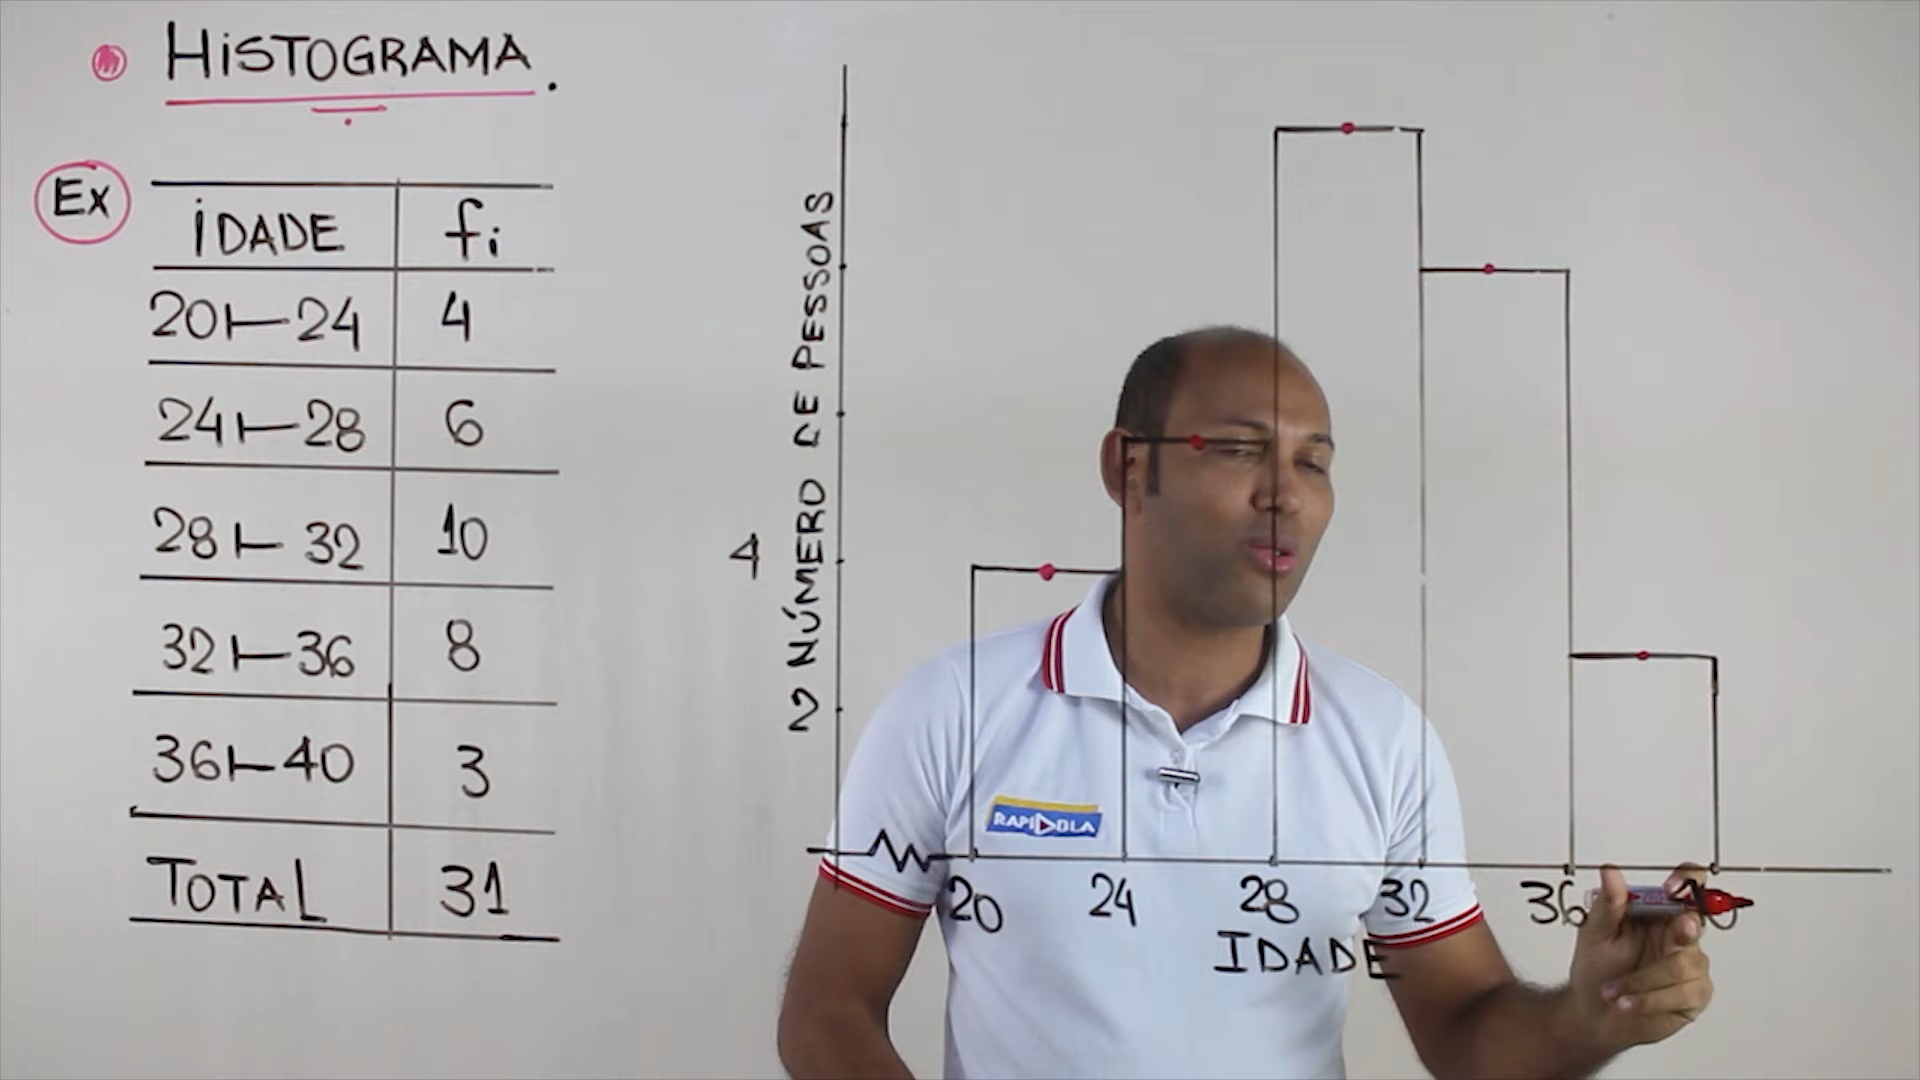 HISTOGRAMA.
Ex
IDADE fi
20⊢24 4
24⊢28 6
28⊢32 10
32⊢36 8
36⊢40 3
TOTAL 31
NÚMERO DE PESSOAS
4
2
RAPIDOLA
20 24 28 32 36
IDADE